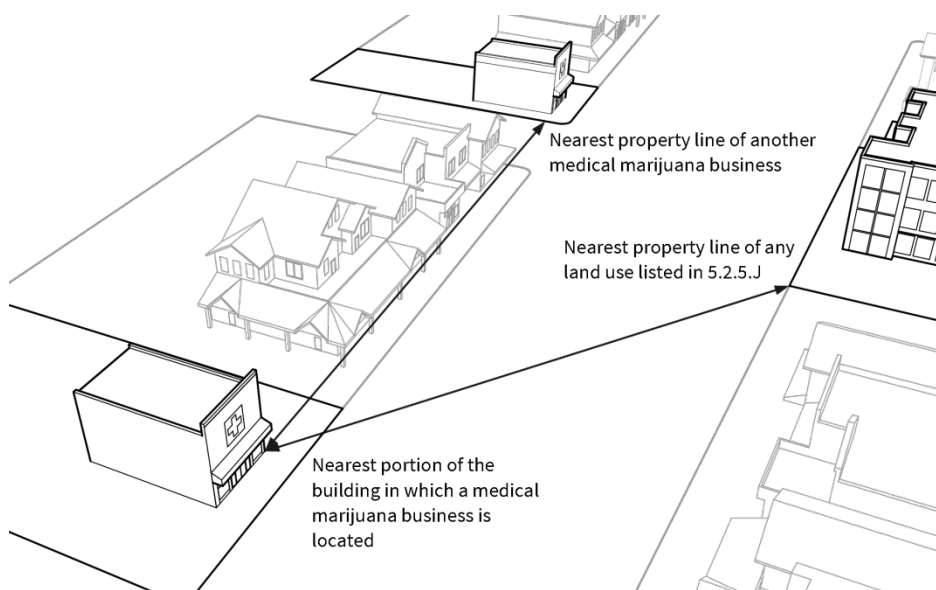 Nearest property line of another
medical marijuana business
Nearest property line of any
land use listed in 5.2.5.J
Nearest portion of the
building in which a medical
marijuana business is
located